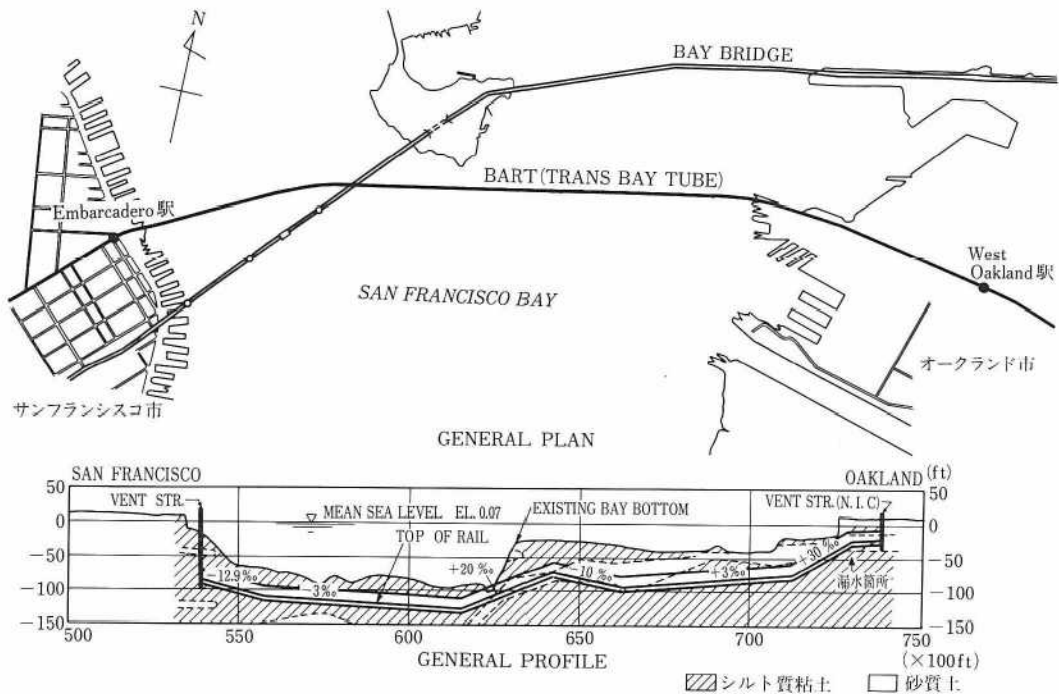 N
BAY BRIDGE
BART(TRANS BAY TUBE)
Embarcadero駅
West
Oakland駅
SAN FRANCISCO BAY
オークランド市
サンフランシスコ市
GENERAL PLAN
SAN FRANCISCO
OAKLAND
(ft)
VENT STR.
VENT STR.(N.I.C)
MEAN SEA LEVEL EL. 0.07
EXISTING BAY BOTTOM
TOP OF RAIL
50
0
−50
−100
−150
50
0
−50
−100
−150
−12.9‰
−3‰
+20‰
−10‰
+3‰
+30‰
漏水箇所
500
550
600
650
700
750
(×100ft)
GENERAL PROFILE
シルト質粘土
砂質土